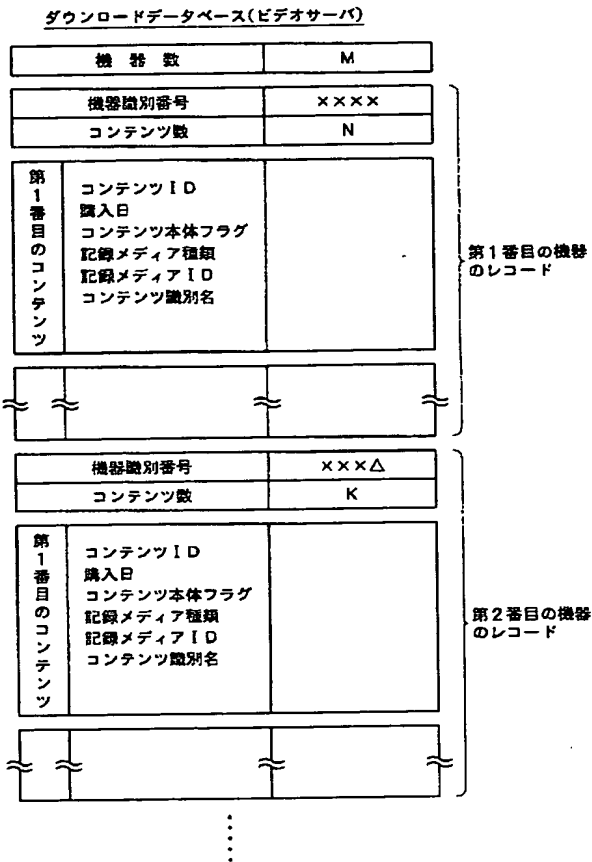 ダウンロードデータベース(ビデオサーバ)
機器数 M
機器識別番号 ××××
コンテンツ数 N
第1番目のコンテンツ
コンテンツID
購入日
コンテンツ本体フラグ
記録メディア種類
記録メディアID
コンテンツ識別名
第1番目の機器
のレコード
機器識別番号 ×××△
コンテンツ数 K
第1番目のコンテンツ
コンテンツID
購入日
コンテンツ本体フラグ
記録メディア種類
記録メディアID
コンテンツ識別名
第2番目の機器
のレコード